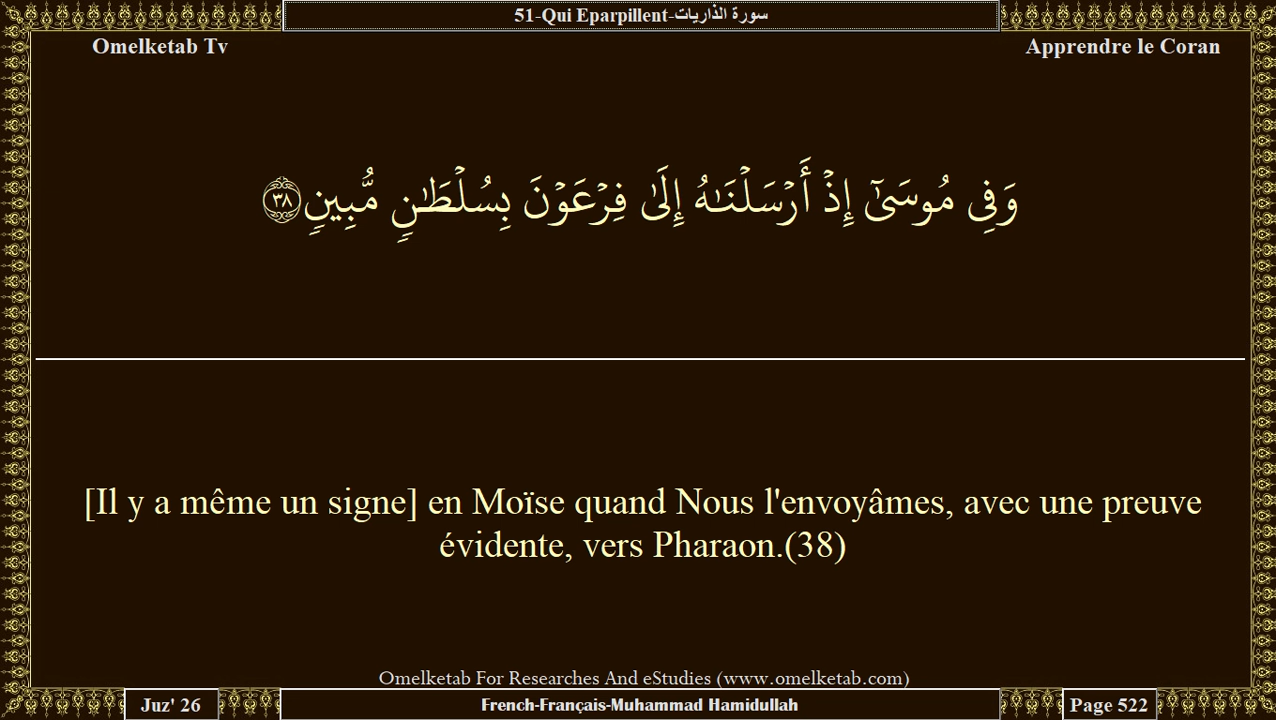 51-Qui Eparpillent-سورة الذاريات
Omelketab Tv
Apprendre le Coran
وَفِى مُوسَىٰٓ إِذْ أَرْسَلْنَـٰهُ إِلَىٰ فِرْعَوْنَ بِسُلْطَـٰنٍۢ مُّبِينٍۢ ٣٨
[Il y a même un signe] en Moïse quand Nous l'envoyâmes, avec une preuve
évidente, vers Pharaon.(38)
Omelketab For Researches And eStudies (www.omelketab.com)
Juz' 26
French-Français-Muhammad Hamidullah
Page 522